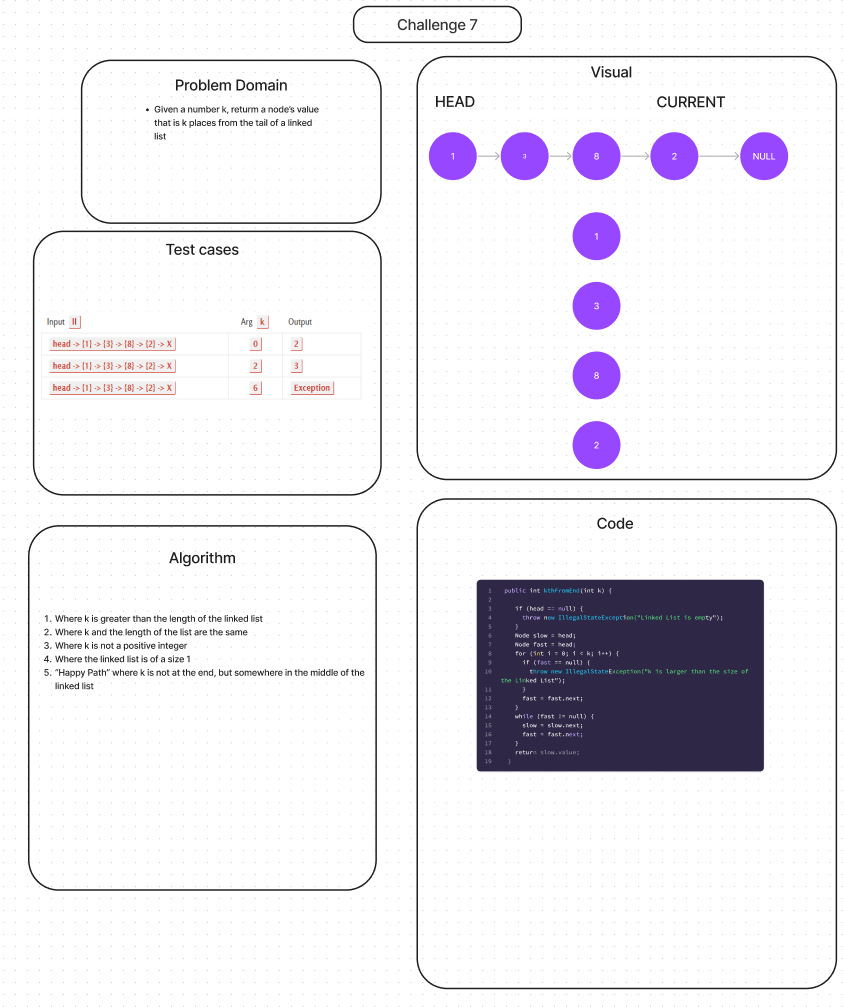 Challenge 7
Problem Domain
• Given a number k, returm a node's value
that is k places from the tail of a linked
list
Test cases
Input ll Arg k Output
head -> {1} -> {3} -> {8} -> {2} -> X 0 2
head -> {1} -> {3} -> {8} -> {2} -> X 2 3
head -> {1} -> {3} -> {8} -> {2} -> X 6 Exception
Algorithm
1. Where k is greater than the length of the linked list
2. Where k and the length of the list are the same
3. Where k is not a positive integer
4. Where the linked list is of a size 1
5. "Happy Path" where k is not at the end, but somewhere in the middle of the
linked list
Visual
HEAD CURRENT
1 3 8 2 NULL
1
3
8
2
Code
1 public int kthFromEnd(int k) {
2
3 if (head == null) {
4 throw new IllegalStateException("Linked List is empty");
5 }
6 Node slow = head;
7 Node fast = head;
8 for (int i = 0; i < k; i++) {
9 if (fast == null) {
10 throw new IllegalStateException("k is larger than the size of
the Linked List");
11 }
12 fast = fast.next;
13 }
14 while (fast != null) {
15 slow = slow.next;
16 fast = fast.next;
17 }
18 return slow.value;
19 }